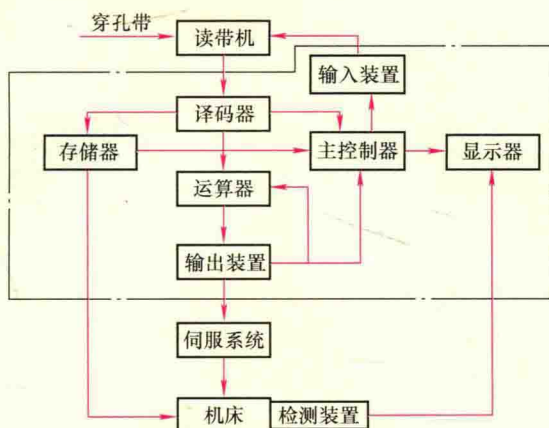 穿孔带
读带机
输入装置
译码器
存储器
主控制器
显示器
运算器
输出装置
伺服系统
机床
检测装置